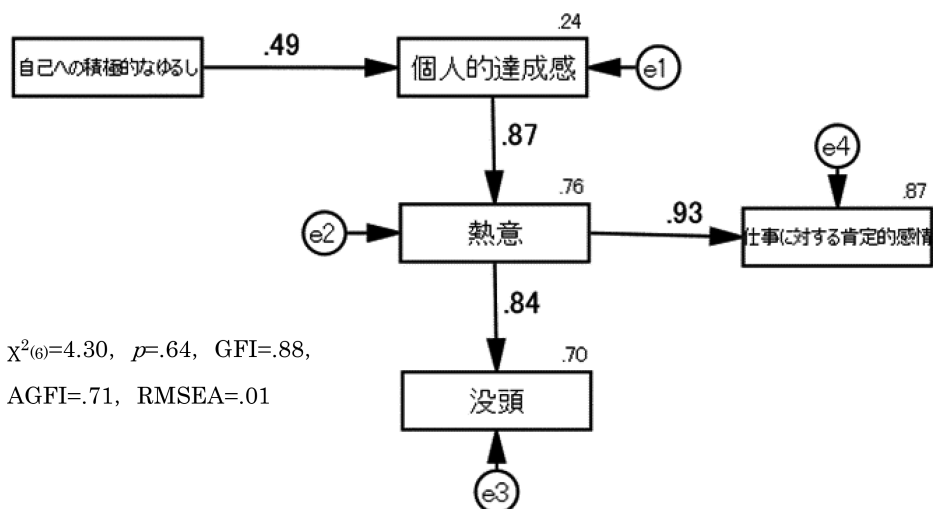 .24
.49
自己への積極的なゆるし
個人的達成感
e1
.87
e4
.76
.87
e2
熱意
.93
仕事に対する肯定的感情
.84
χ²₍₆₎=4.30, p=.64, GFI=.88,
.70
AGFI=.71, RMSEA=.01
没頭
e3